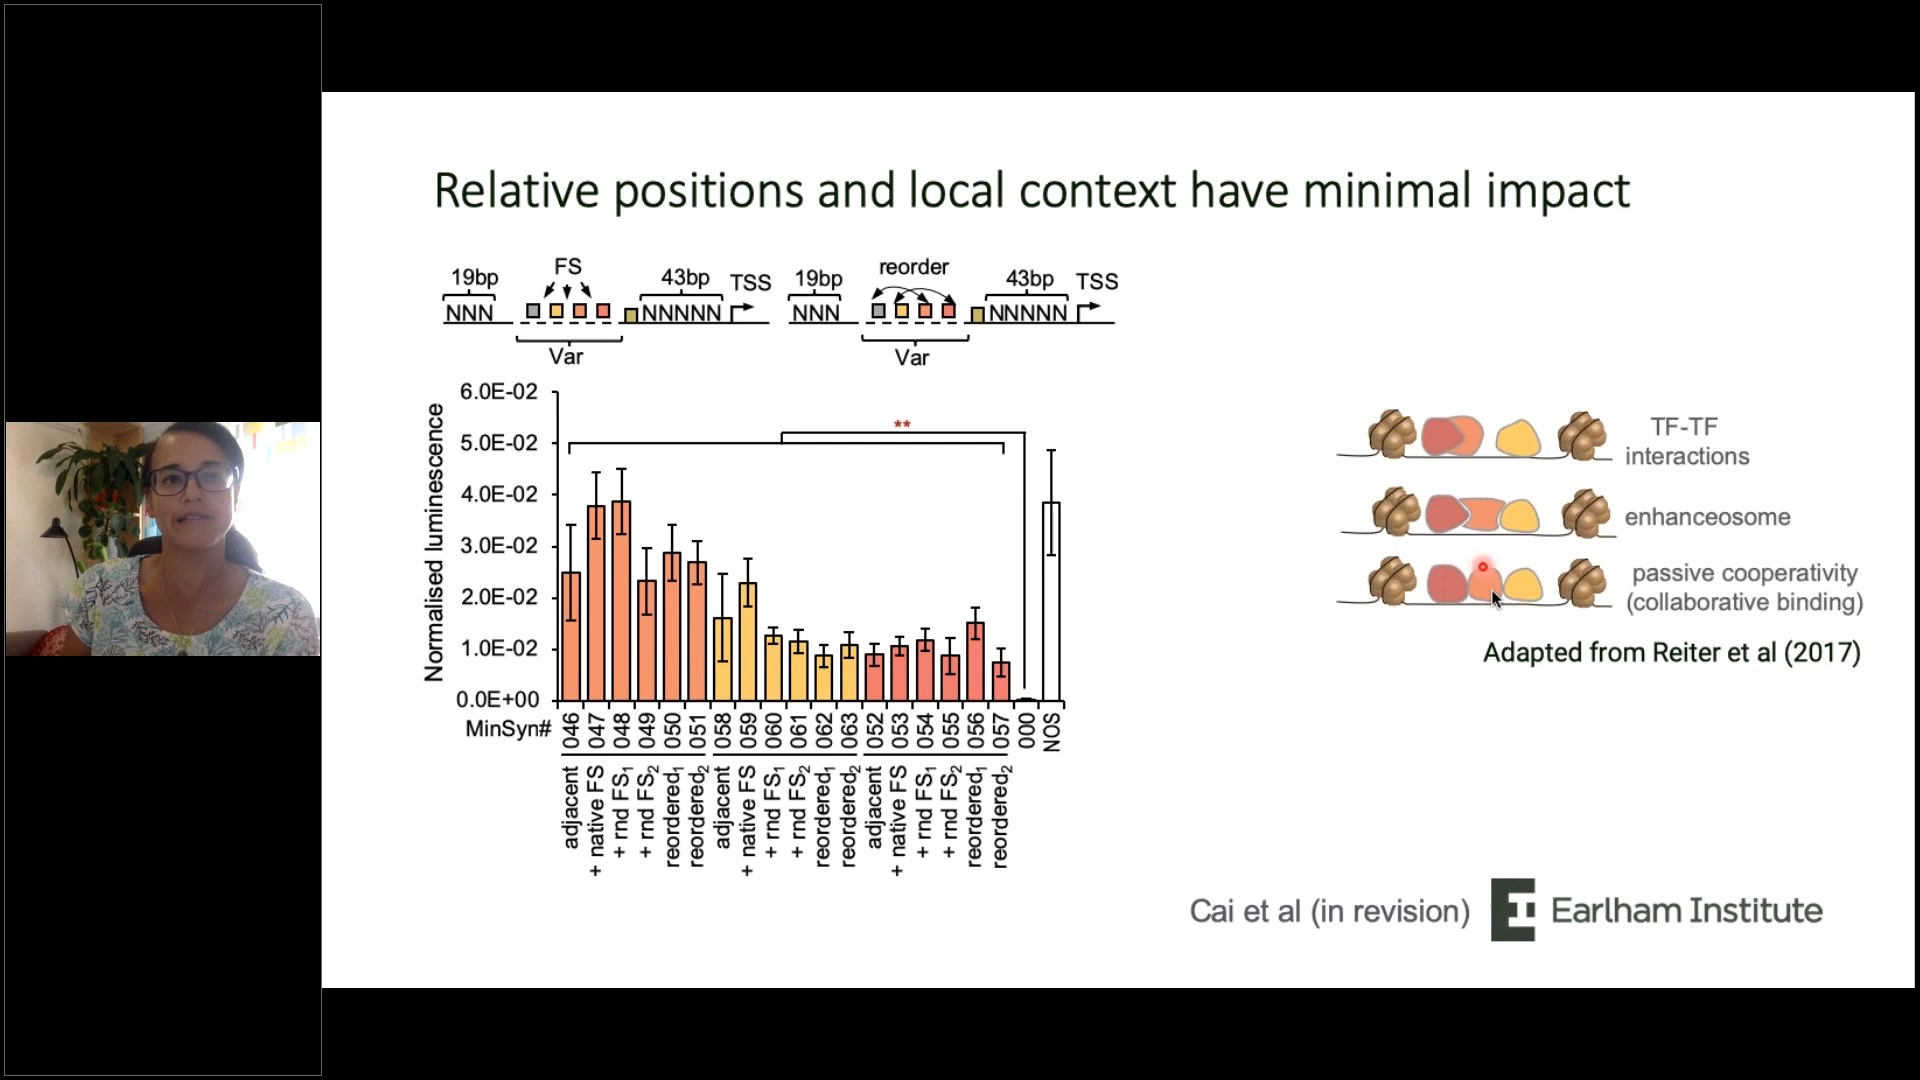 Relative positions and local context have minimal impact
19bp
FS
43bp
TSS
NNN
NNNNN
Var
19bp
reorder
43bp
TSS
NNN
NNNNN
Var
Normalised luminescence
6.0E-02
5.0E-02
4.0E-02
3.0E-02
2.0E-02
1.0E-02
0.0E+00
**
MinSyn# 046 047 048 049 050 051 058 059 060 061 062 063 052 053 054 055 056 057 000 NOS
adjacent
+ native FS
+ rnd FS₁
+ rnd FS₂
reordered₁
reordered₂
adjacent
+ native FS
+ rnd FS₁
+ rnd FS₂
reordered₁
reordered₂
adjacent
+ native FS
+ rnd FS₁
+ rnd FS₂
reordered₁
reordered₂
TF-TF
interactions
enhanceosome
passive cooperativity
(collaborative binding)
Adapted from Reiter et al (2017)
Cai et al (in revision)
Earlham Institute